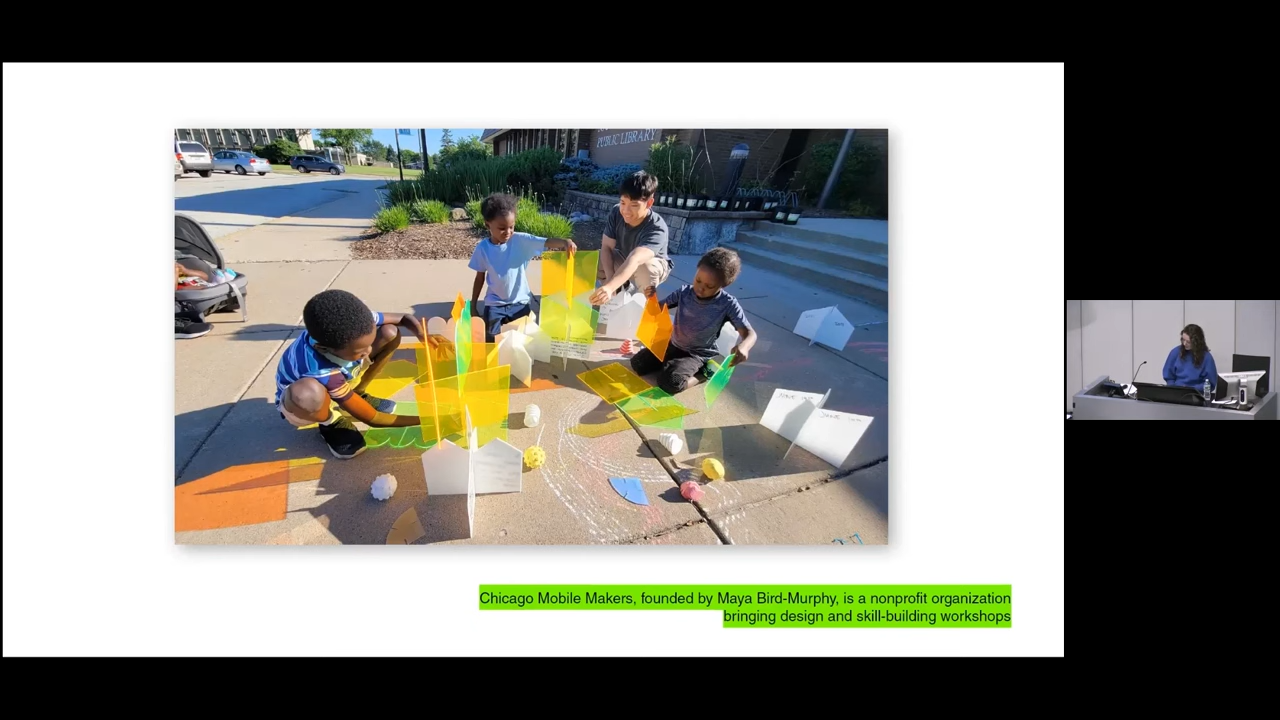 PUBLIC LIBRARY
Chicago Mobile Makers, founded by Maya Bird-Murphy, is a nonprofit organization
bringing design and skill-building workshops